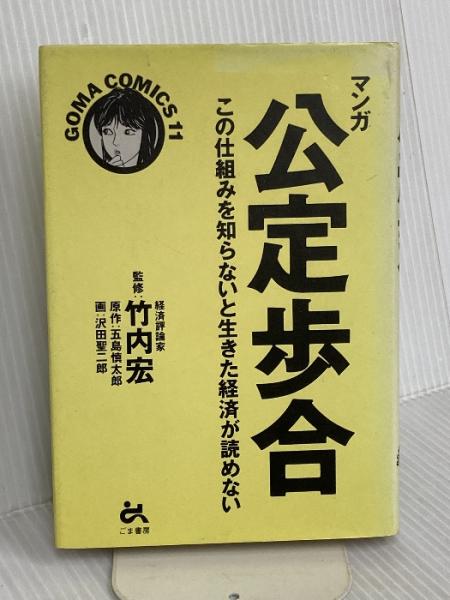 GOMA COMICS 11
マンガ
公定歩合
この仕組みを知らないと生きた経済が読めない
経済評論家
監修:竹内宏
原作:五島慎太郎
画:沢田聖二郎
ごま書房